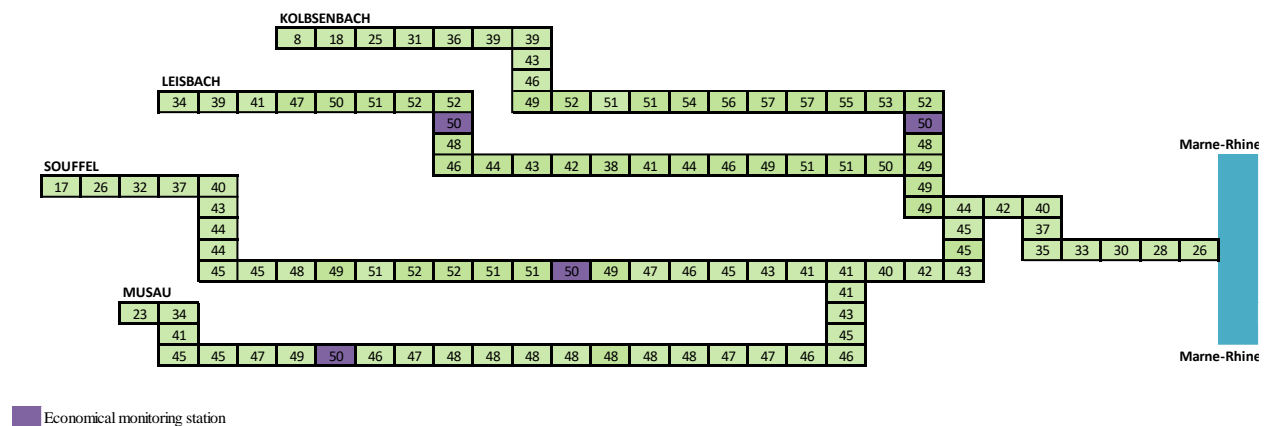 KOLBSENBACH
8 18 25 31 36 39 39
43
LEISBACH
46
34 39 41 47 50 51 52 52
49 52 51 51 54 56 57 57 55 53 52
50 50
48 48
Marne-Rhine
46 44 43 42 38 41 44 46 49 51 51 50 49
SOUFFEL
17 26 32 37 40
49
43
49 44 42 40
44
45 37
44
45
35 33 30 28 26
45 45 48 49 51 52 52 51 51 50 49 47 46 45 43 41 41 40 42 43
MUSAU
41
23 34
43
41
45
45 45 47 49 50 46 47 48 48 48 48 48 48 48 47 47 46 46
Marne-Rhine
Economical monitoring station